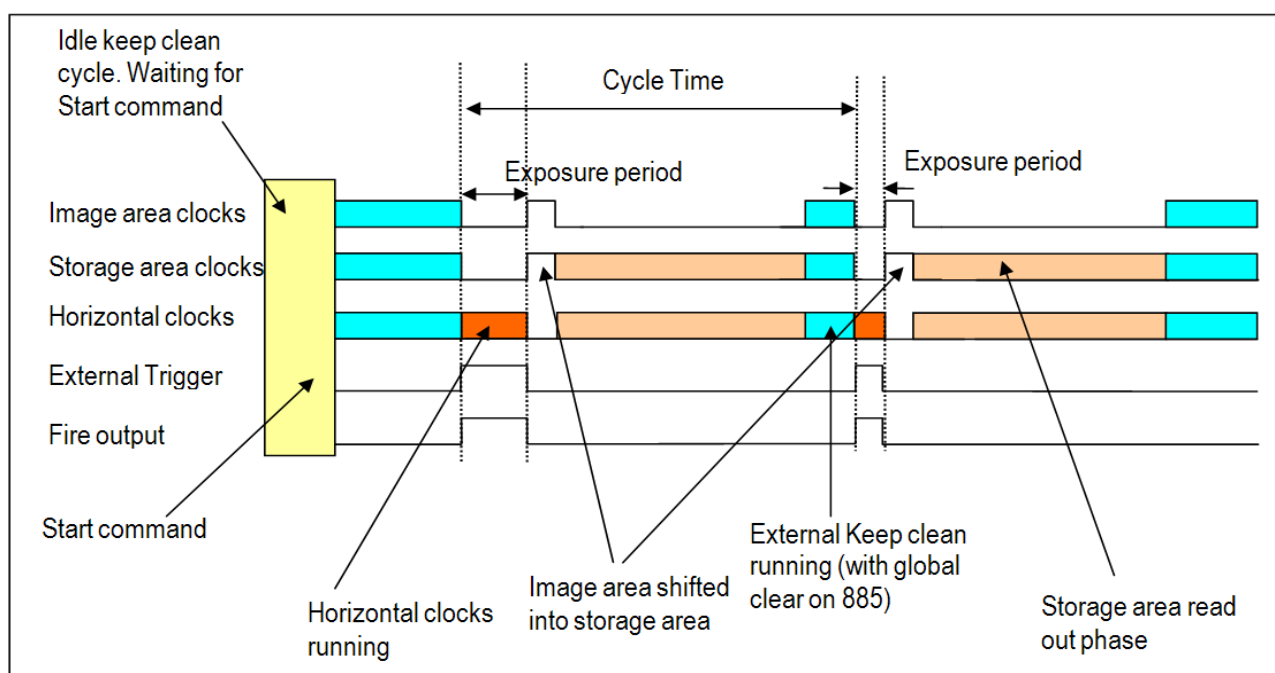 Idle keep clean
cycle. Waiting for
Start command
Cycle Time
Exposure period
Exposure period
Image area clocks
Storage area clocks
Horizontal clocks
External Trigger
Fire output
Start command
Horizontal clocks
running
Image area shifted
into storage area
External Keep clean
running (with global
clear on 885)
Storage area read
out phase